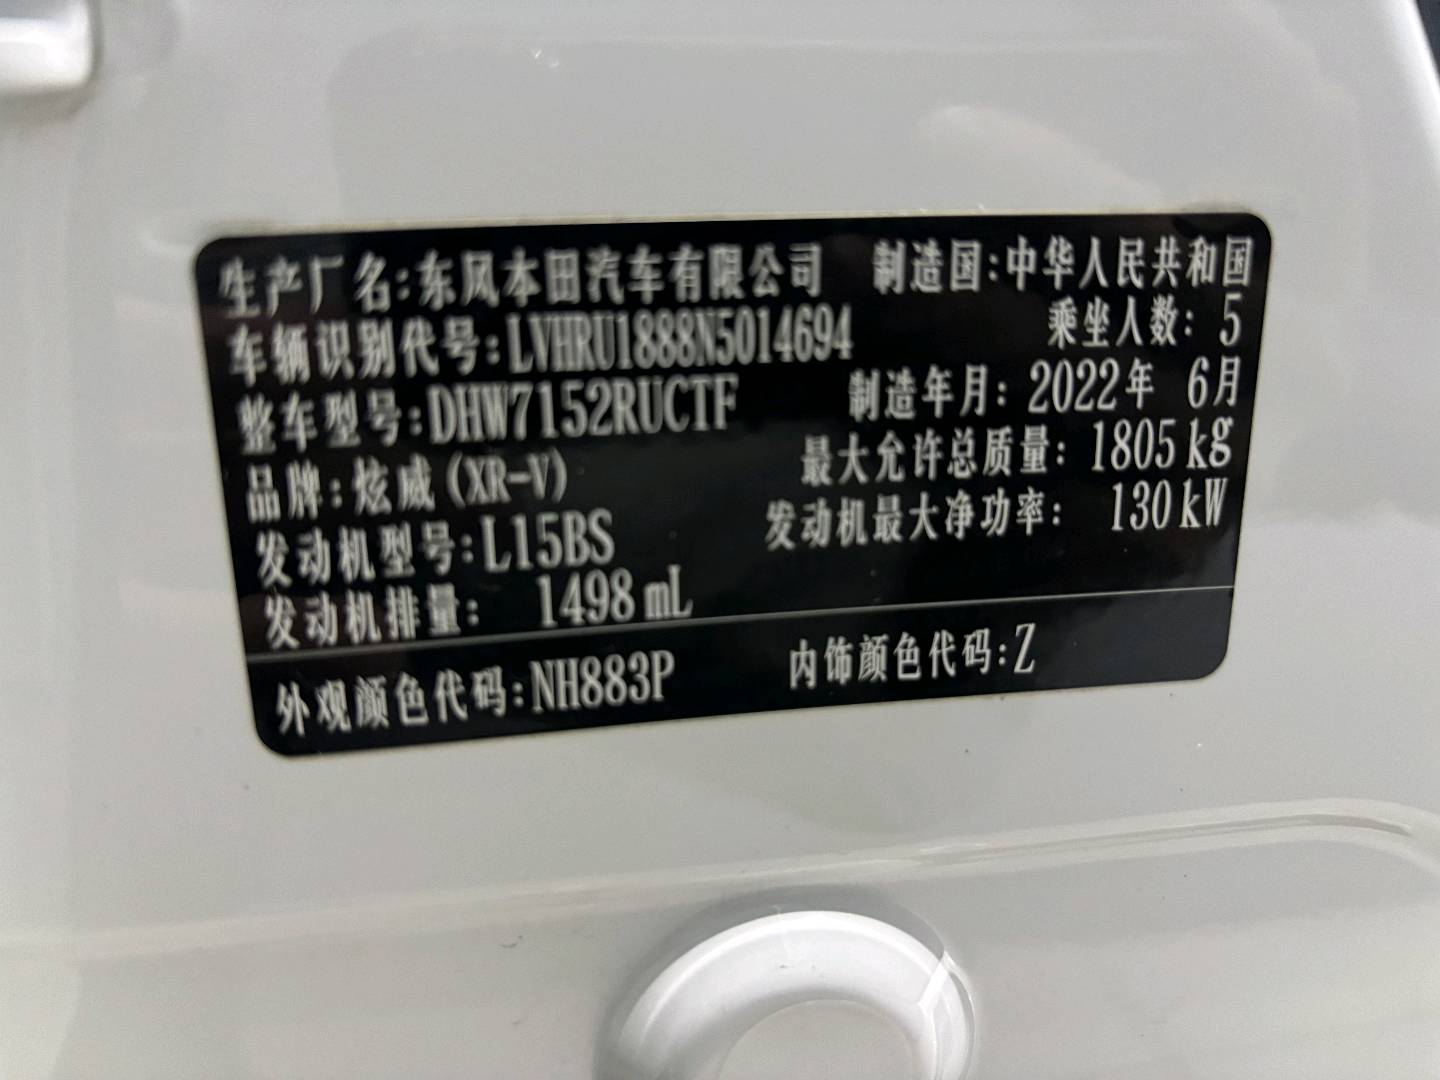 生产厂名:东风本田汽车有限公司 制造国:中华人民共和国
车辆识别代号:LVHRU1888N5014694 乘坐人数: 5
整车型号:DHW7152RUCTF 制造年月: 2022年 6月
品牌:炫威(XR-V) 最大允许总质量: 1805 kg
发动机型号:L15BS 发动机最大净功率: 130 kW
发动机排量: 1498 mL
外观颜色代码:NH883P 内饰颜色代码:Z